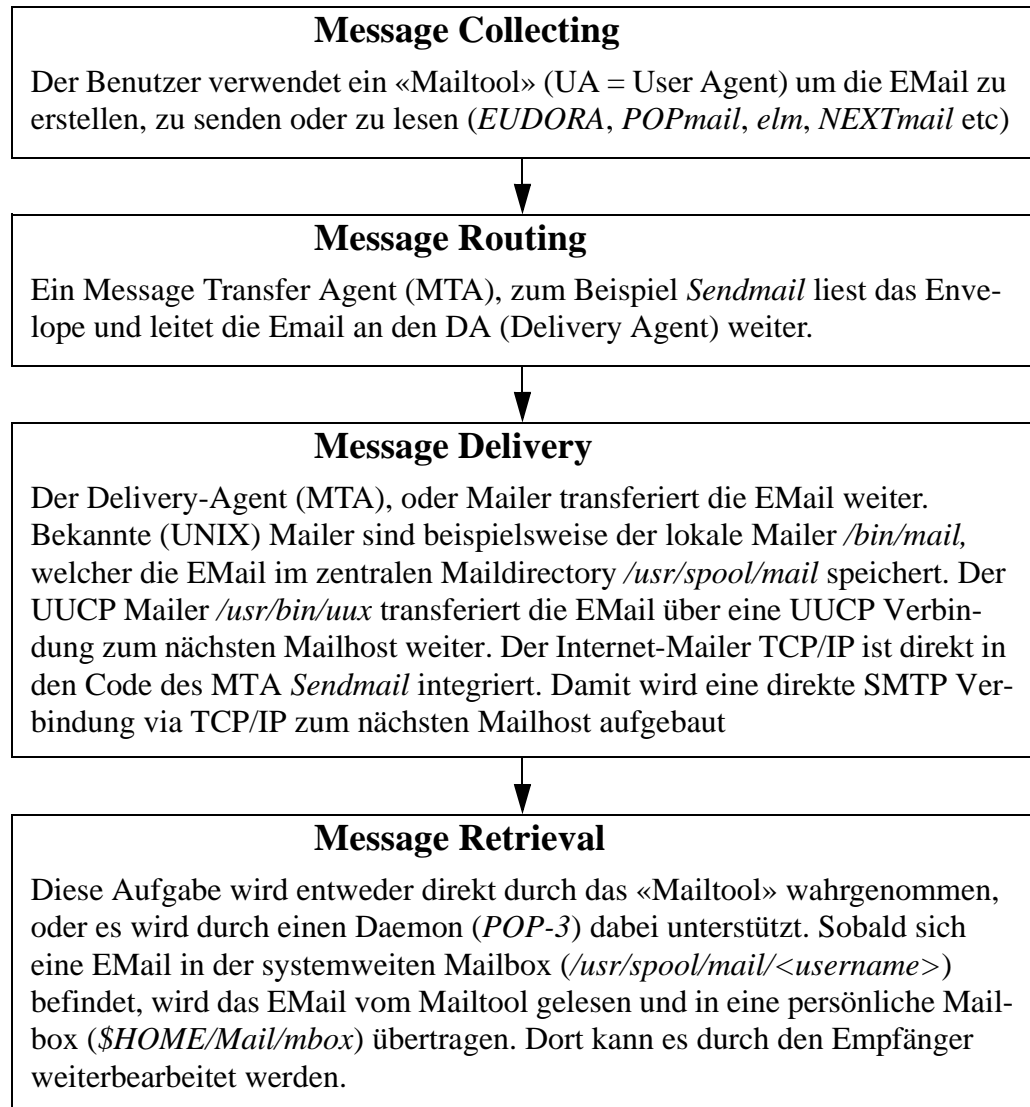 Message Collecting
Der Benutzer verwendet ein «Mailtool» (UA = User Agent) um die EMail zu
erstellen, zu senden oder zu lesen (EUDORA, POPmail, elm, NEXTmail etc)
Message Routing
Ein Message Transfer Agent (MTA), zum Beispiel Sendmail liest das Enve-
lope und leitet die Email an den DA (Delivery Agent) weiter.
Message Delivery
Der Delivery-Agent (MTA), oder Mailer transferiert die EMail weiter.
Bekannte (UNIX) Mailer sind beispielsweise der lokale Mailer /bin/mail,
welcher die EMail im zentralen Maildirectory /usr/spool/mail speichert. Der
UUCP Mailer /usr/bin/uux transferiert die EMail über eine UUCP Verbin-
dung zum nächsten Mailhost weiter. Der Internet-Mailer TCP/IP ist direkt in
den Code des MTA Sendmail integriert. Damit wird eine direkte SMTP Ver-
bindung via TCP/IP zum nächsten Mailhost aufgebaut
Message Retrieval
Diese Aufgabe wird entweder direkt durch das «Mailtool» wahrgenommen,
oder es wird durch einen Daemon (POP-3) dabei unterstützt. Sobald sich
eine EMail in der systemweiten Mailbox (/usr/spool/mail/<username>)
befindet, wird das EMail vom Mailtool gelesen und in eine persönliche Mail-
box ($HOME/Mail/mbox) übertragen. Dort kann es durch den Empfänger
weiterbearbeitet werden.